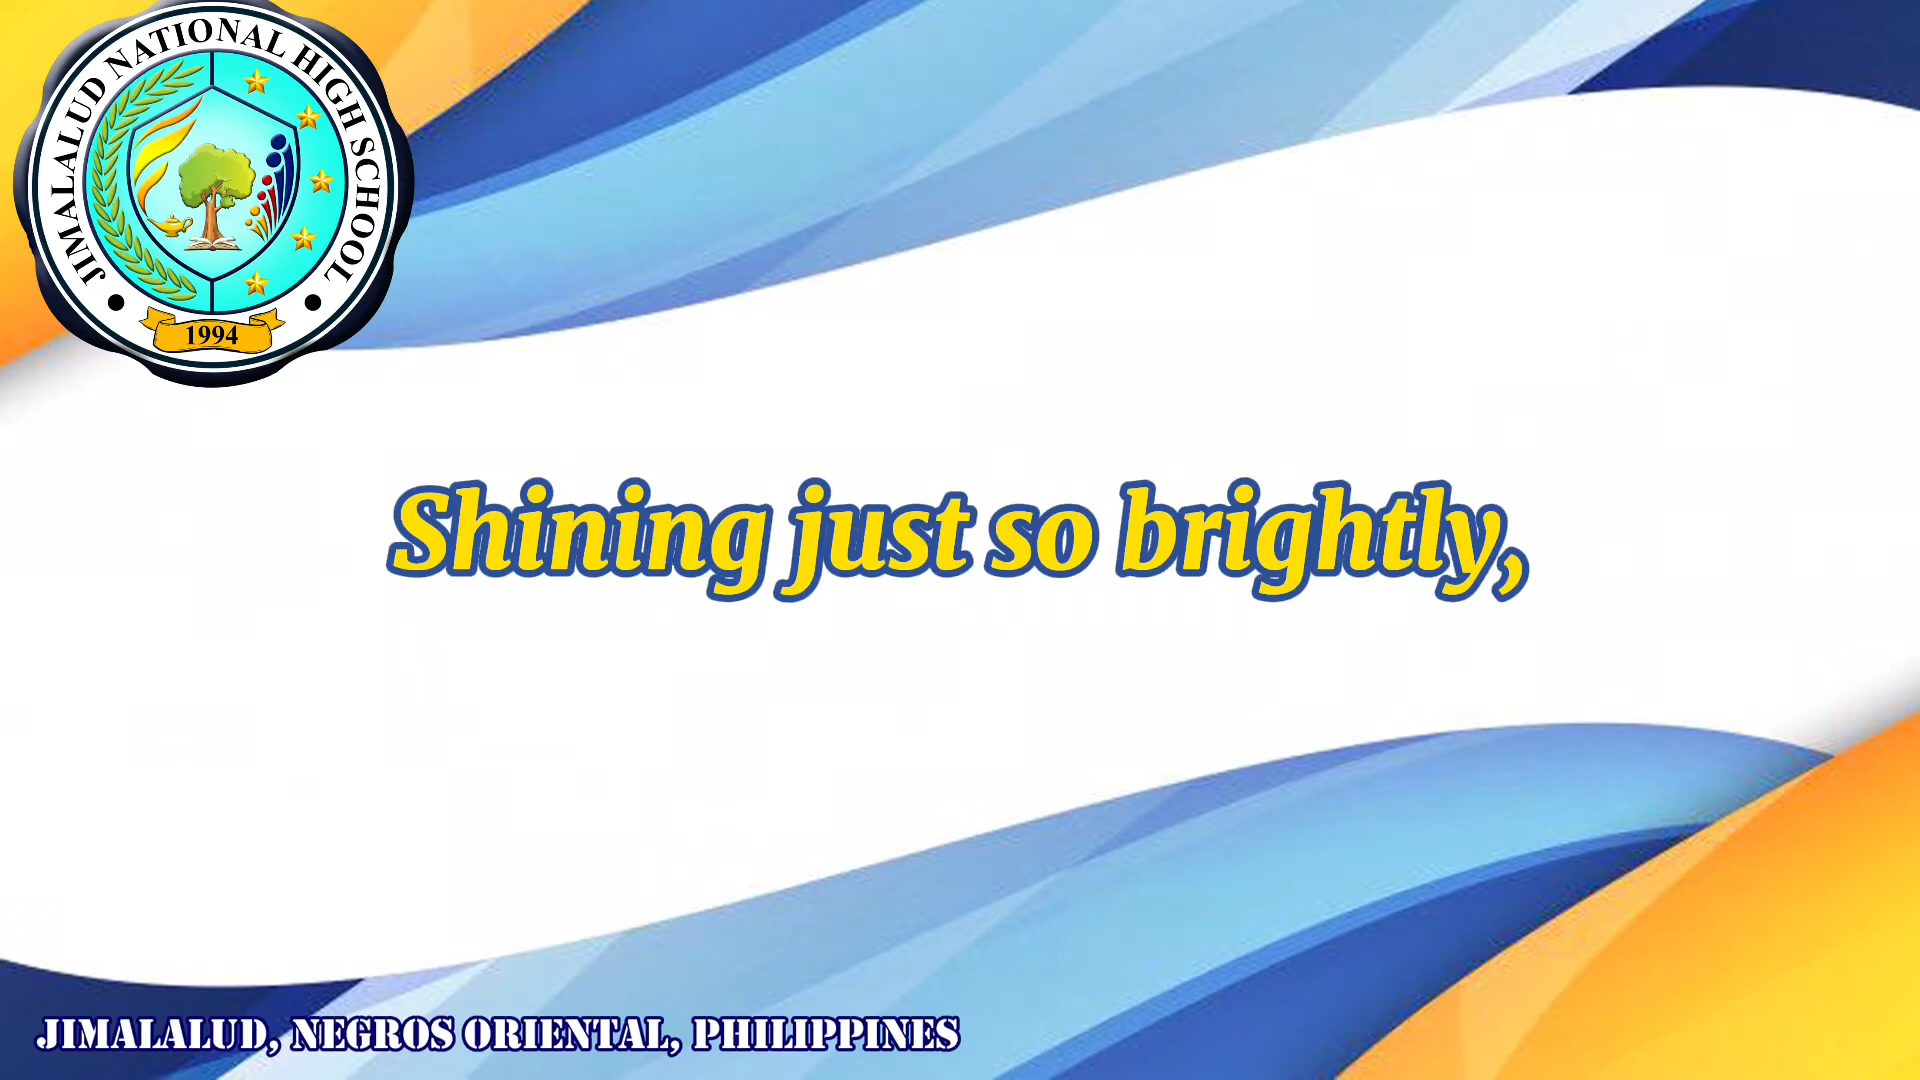 JIMALALUD NATIONAL HIGH SCHOOL
1994
Shining just so brightly,
JIMALALUD, NEGROS ORIENTAL, PHILIPPINES